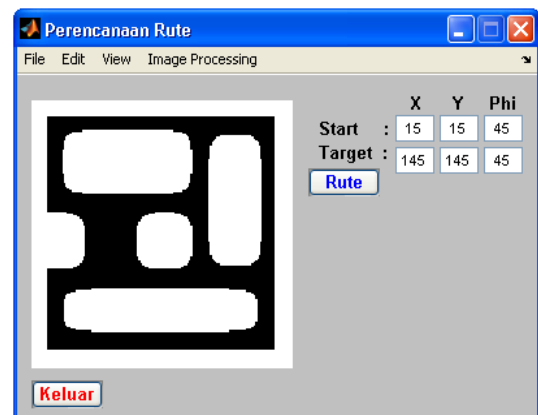 Perencanaan Rute
File Edit View Image Processing
X Y Phi
Start : 15 15 45
Target : 145 145 45
Rute
Keluar